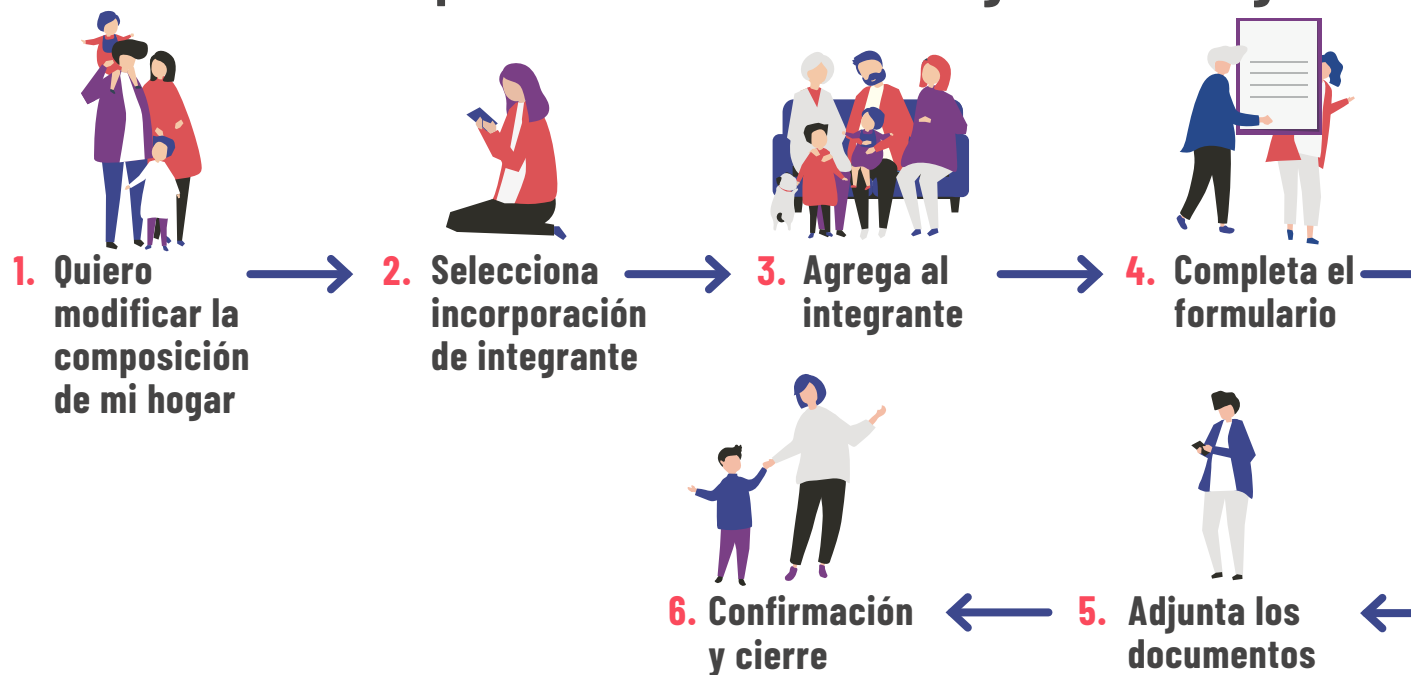 1. Quiero
modificar la
composición
de mi hogar
2. Selecciona
incorporación
de integrante
3. Agrega al
integrante
4. Completa el
formulario
5. Adjunta los
documentos
6. Confirmación
y cierre